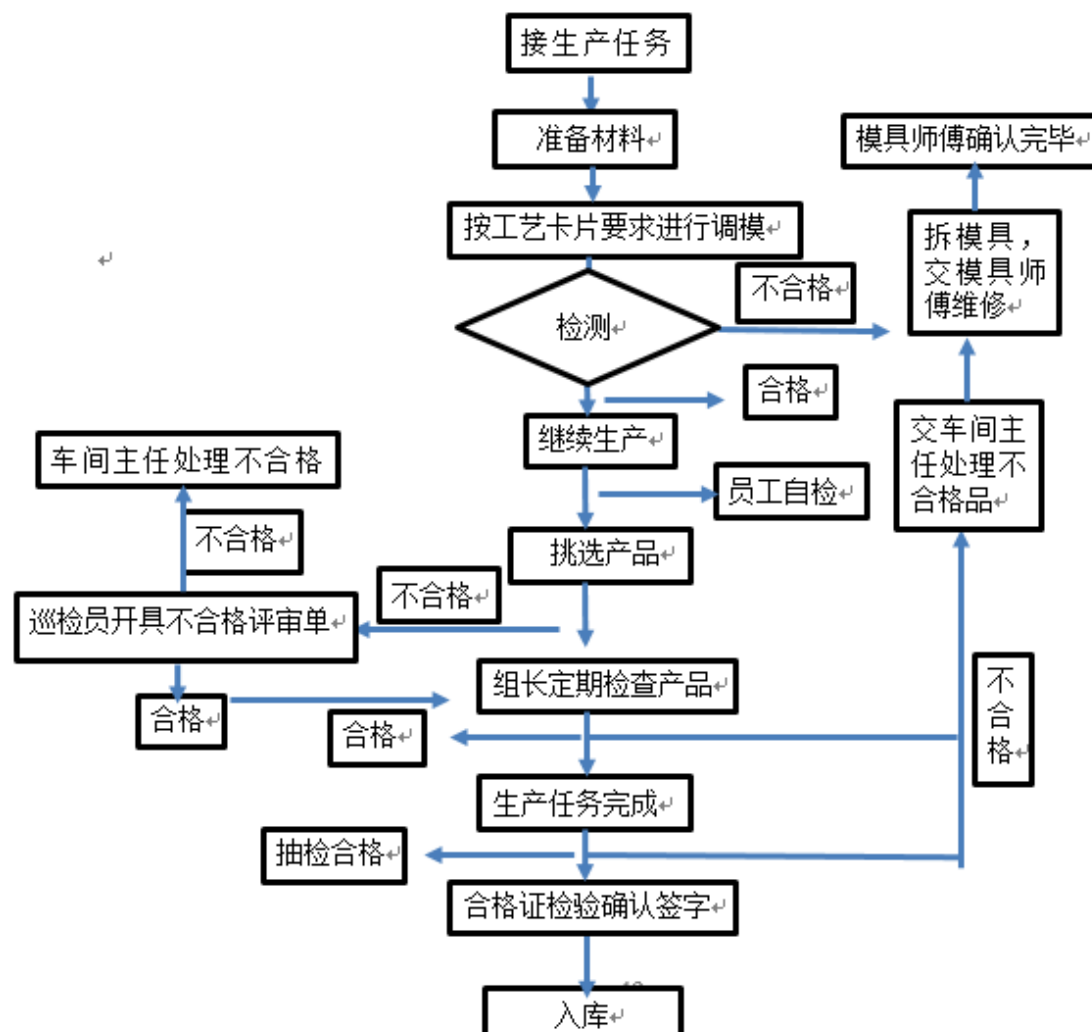 接生产任务
准备材料
模具师傅确认完毕
按工艺卡片要求进行调模
拆模具，
交模具师
傅维修
不合格
检测
合格
继续生产
交车间主
任处理不
合格品
车间主任处理不合格
员工自检
不合格
挑选产品
不合格
巡检员开具不合格评审单
组长定期检查产品
不
合
格
合格
合格
生产任务完成
抽检合格
合格证检验确认签字
入库